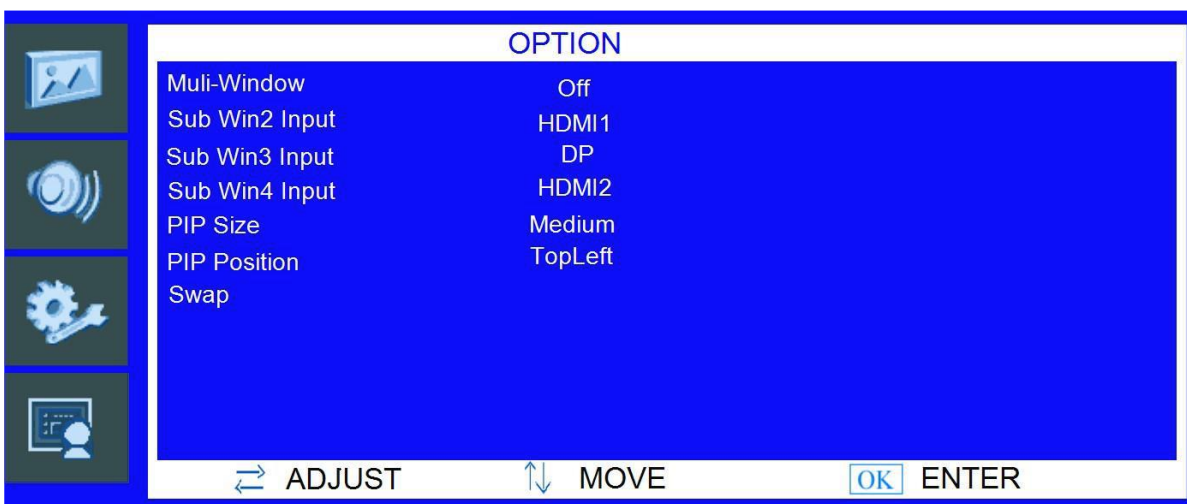 OPTION
Muli-Window Off
Sub Win2 Input HDMI1
Sub Win3 Input DP
Sub Win4 Input HDMI2
PIP Size Medium
PIP Position TopLeft
Swap
ADJUST MOVE OK ENTER